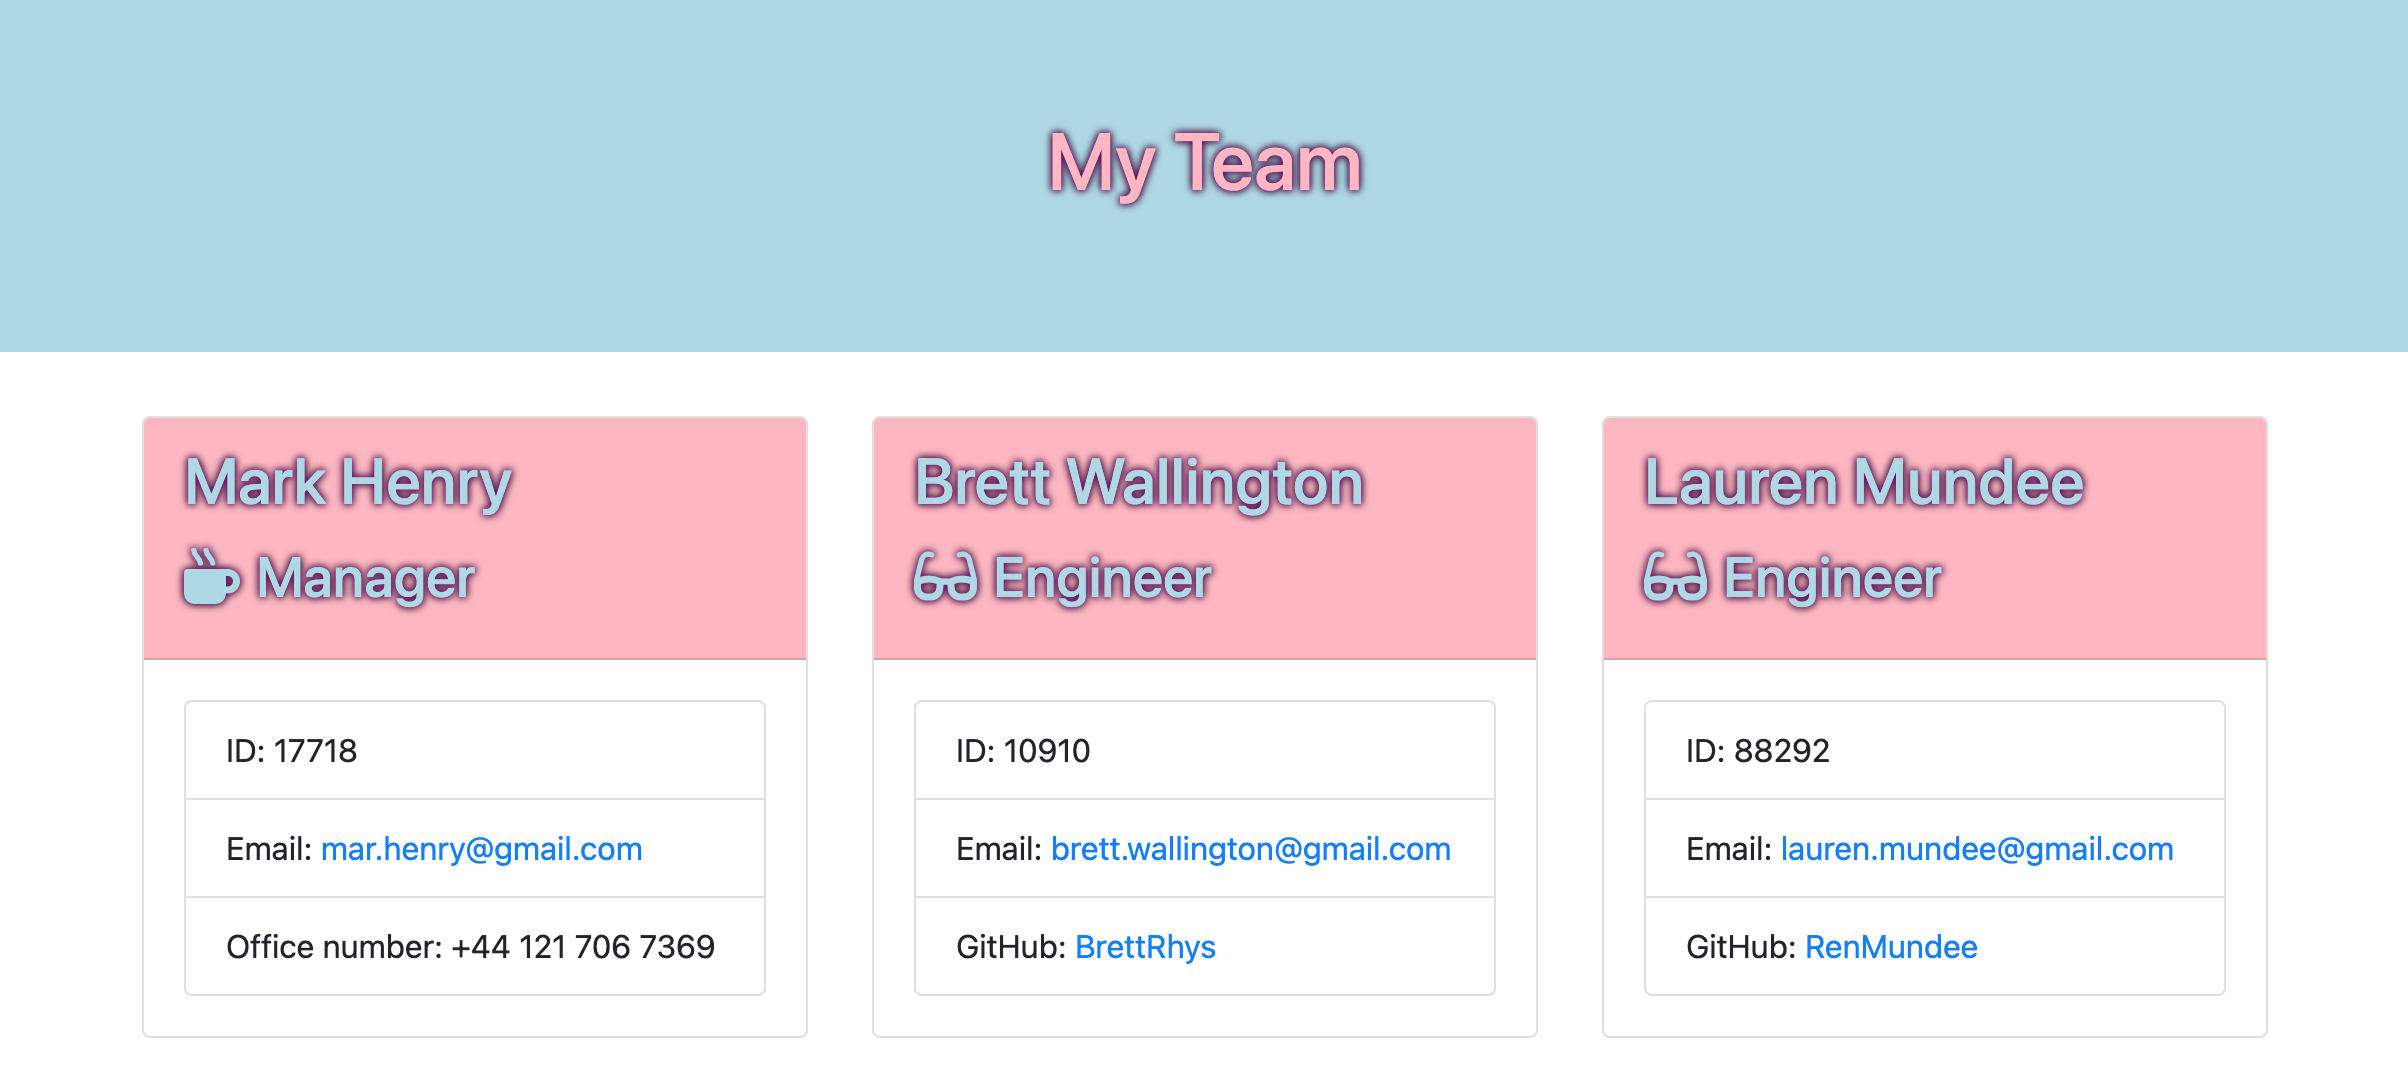 My Team
Mark Henry
Manager
ID: 17718
Email: mar.henry@gmail.com
Office number: +44 121 706 7369
Brett Wallington
Engineer
ID: 10910
Email: brett.wallington@gmail.com
GitHub: BrettRhys
Lauren Mundee
Engineer
ID: 88292
Email: lauren.mundee@gmail.com
GitHub: RenMundee